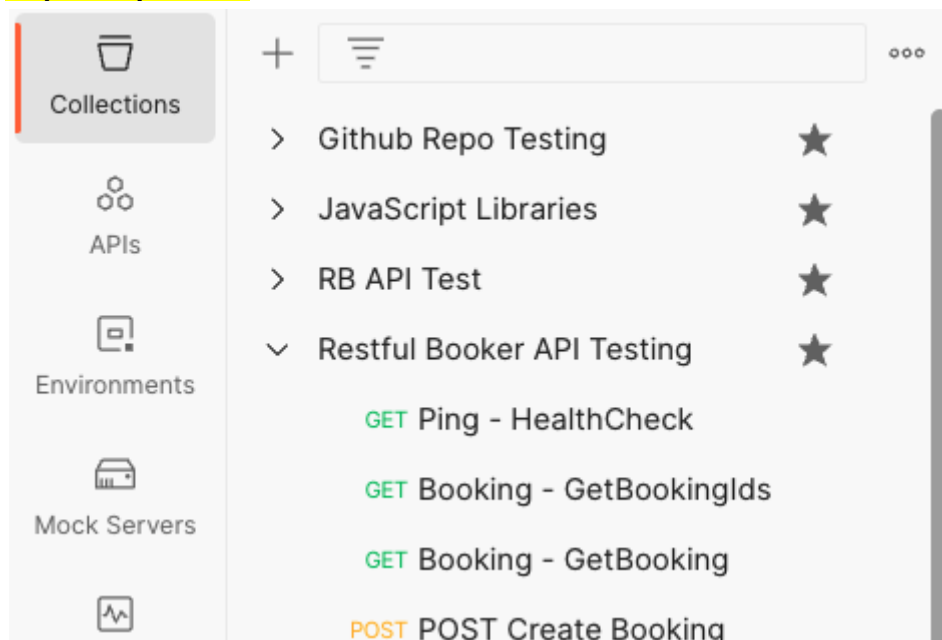 Collections
APIs
Environments
Mock Servers
Github Repo Testing
JavaScript Libraries
RB API Test
Restful Booker API Testing
GET Ping - HealthCheck
GET Booking - GetBookingIds
GET Booking - GetBooking
POST POST Create Booking